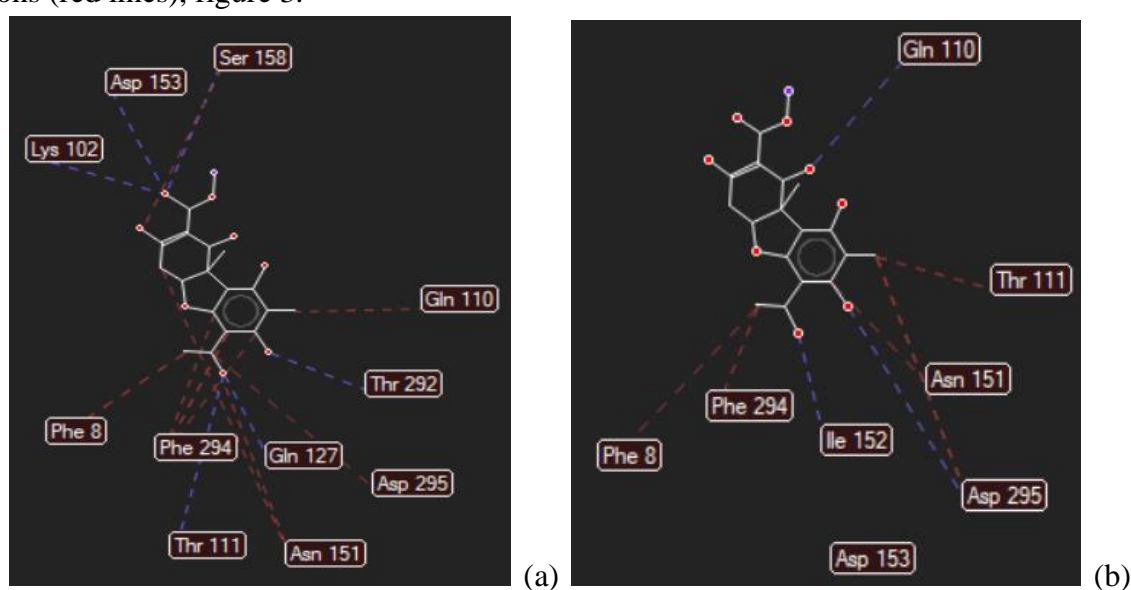 ons (red lines), figure 3.
Ser 158
Asp 153
Lys 102
Gln 110
Thr 292
Phe 8
Phe 294
Gln 127
Asp 295
Thr 111
Asn 151
(a)
Gln 110
Thr 111
Asn 151
Phe 294
Ile 152
Phe 8
Asp 295
Asp 153
(b)